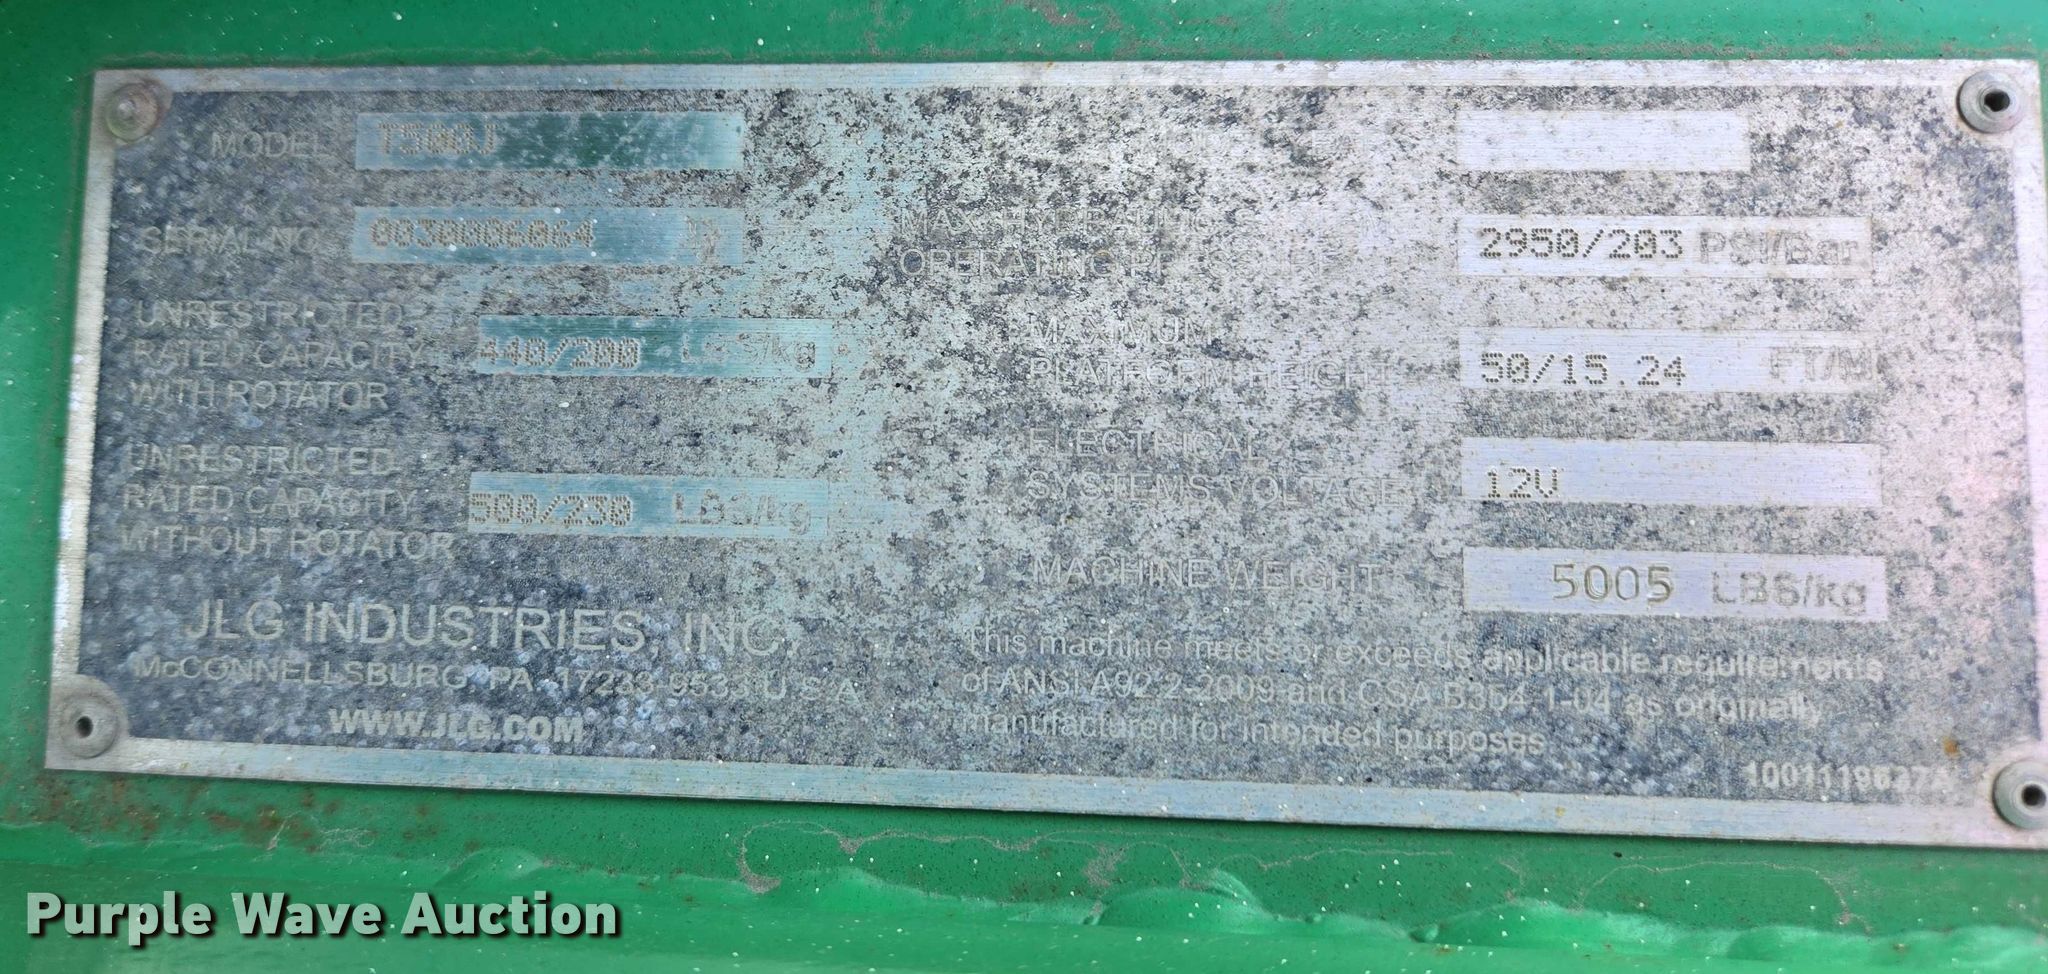 MODEL T500J
SERIAL NO. 0030006064
UNRESTRICTED
RATED CAPACITY 440/200 LBS/kg
WITH ROTATOR
UNRESTRICTED
RATED CAPACITY 500/230 LBS/kg
WITHOUT ROTATOR
JLG INDUSTRIES, INC.
McCONNELLSBURG, PA. 17233-9533 U.S.A.
WWW.JLG.COM
MAX. HYDRAULIC SYSTEM
OPERATING PRESSURE 2950/203 PSI/Bar
MAXIMUM
PLATFORM HEIGHT 50/15.24 FT/M
ELECTRICAL
SYSTEMS VOLTAGE 12V
MACHINE WEIGHT 5005 LBS/kg
This machine meets or exceeds applicable requirements
of ANSI A92.2-2009 and CSA B354.1-04 as originally
manufactured for intended purposes
Purple Wave Auction